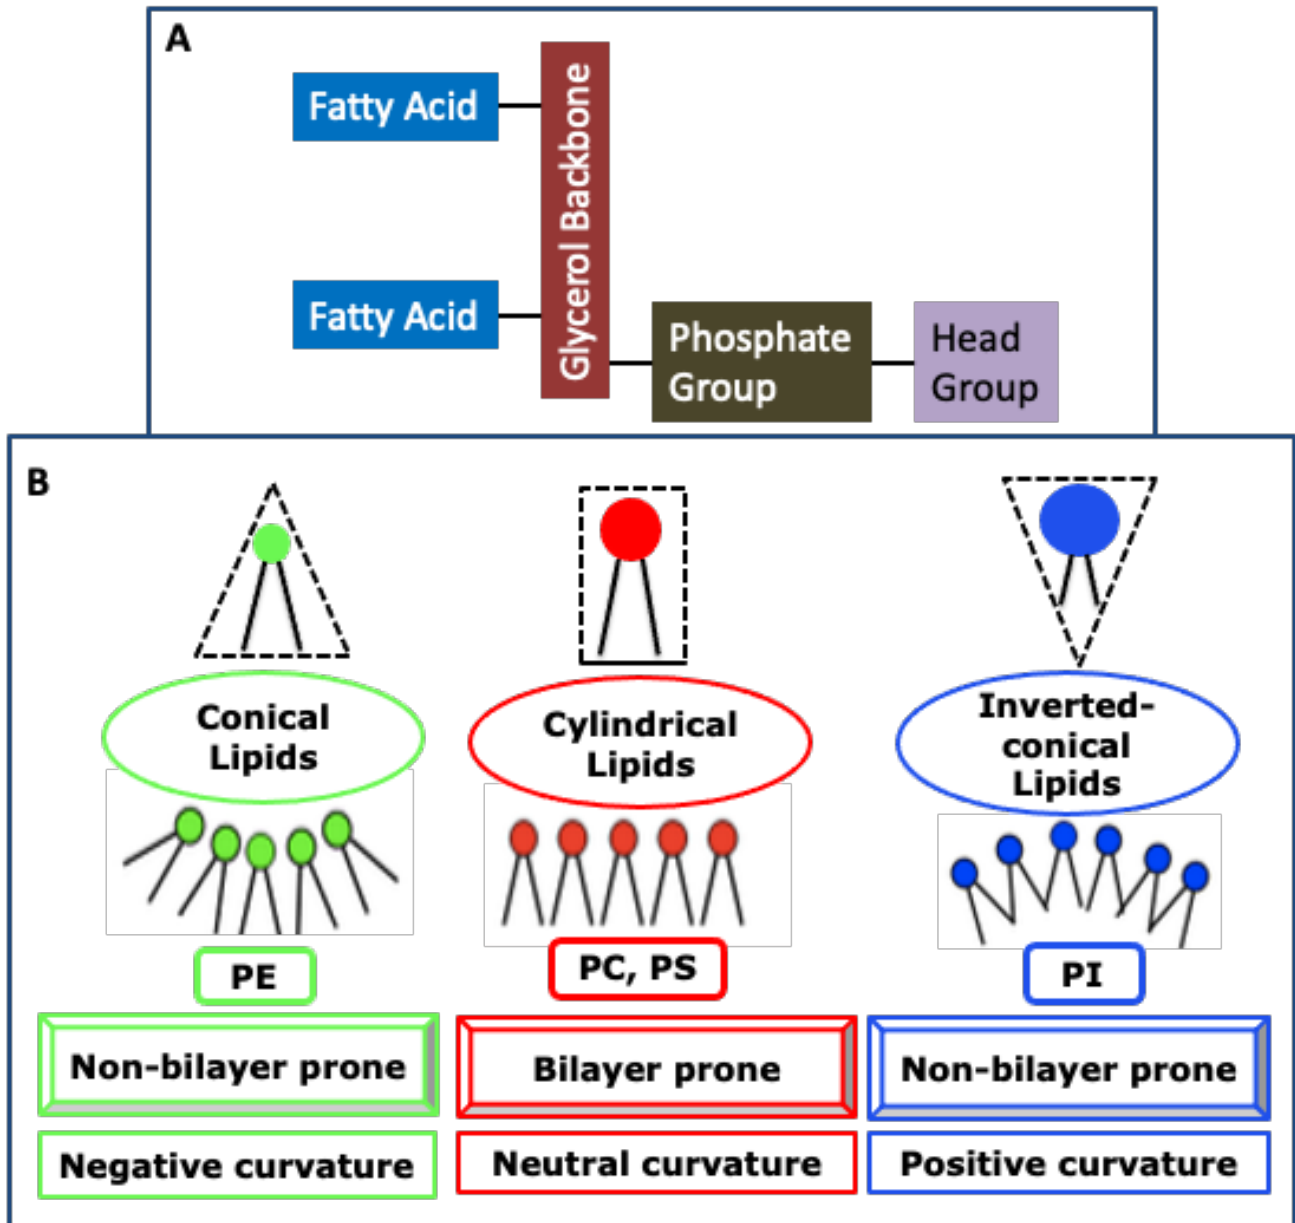 A
Fatty Acid
Glycerol Backbone
Fatty Acid
Phosphate
Group
Head
Group
B
Conical
Lipids
Cylindrical
Lipids
Inverted-
conical
Lipids
PE
PC, PS
PI
Non-bilayer prone
Bilayer prone
Non-bilayer prone
Negative curvature
Neutral curvature
Positive curvature